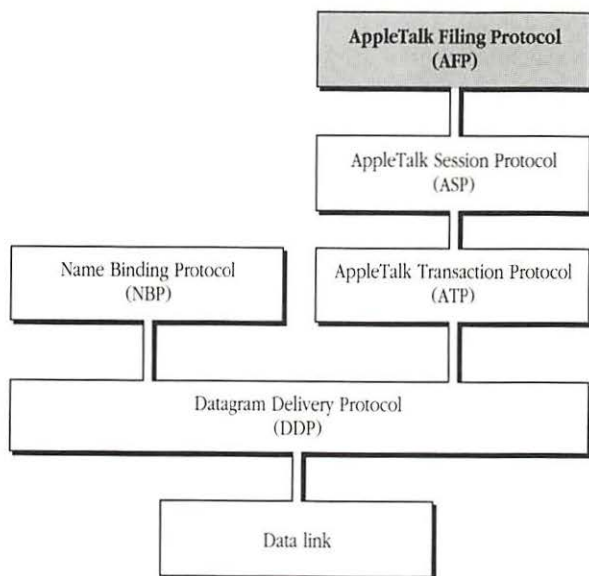 AppleTalk Filing Protocol
(AFP)
AppleTalk Session Protocol
(ASP)
Name Binding Protocol
(NBP)
AppleTalk Transaction Protocol
(ATP)
Datagram Delivery Protocol
(DDP)
Data link